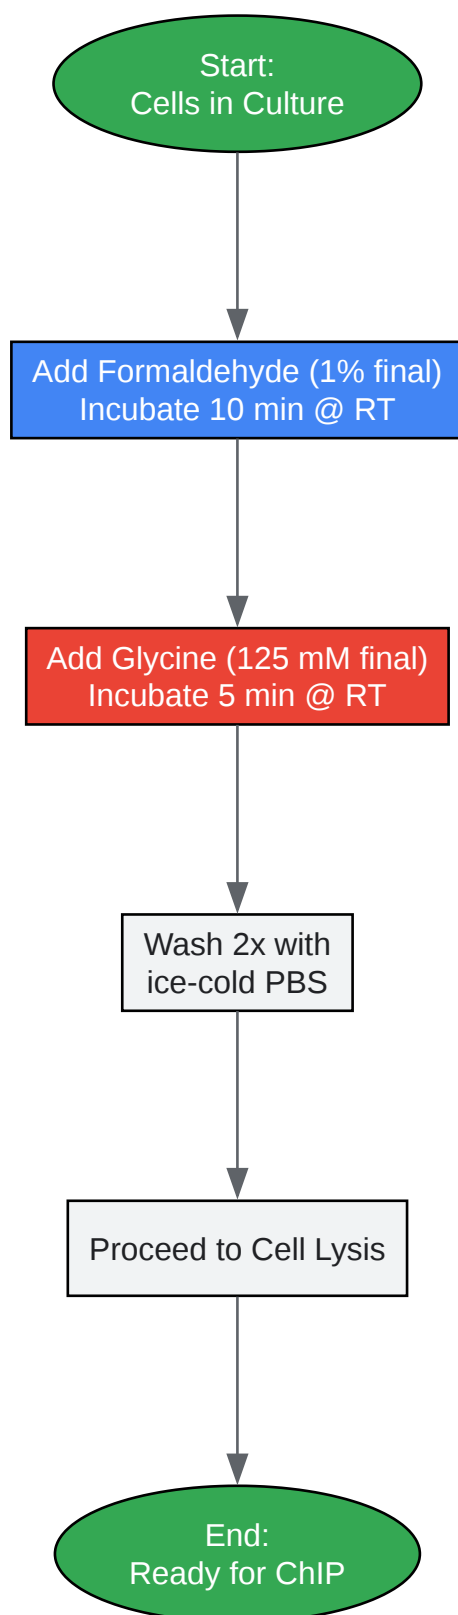 Start:
Cells in Culture
Add Formaldehyde (1% final)
Incubate 10 min @ RT
Add Glycine (125 mM final)
Incubate 5 min @ RT
Wash 2x with
ice-cold PBS
Proceed to Cell Lysis
End:
Ready for ChIP